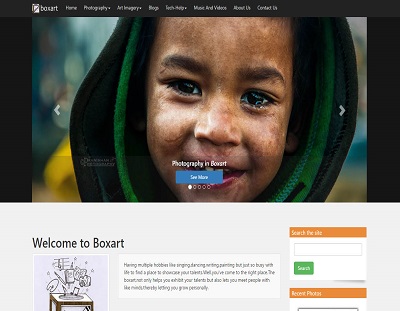 boxart Home Photography Art Imagery Blogs Tech-Help Music And Videos About Us Contact Us
Photography in Boxart
See More
Welcome to Boxart
Having multiple hobbies like singing,dancing,writing,painting but just so busy with
life to find a place to showcase your talents.Well,you've come to the right place.The
boxart.not only helps you exhibit your talents but also lets you meet people with
like minds,thereby letting you grow personally.
Search the site
Search
Recent Photos